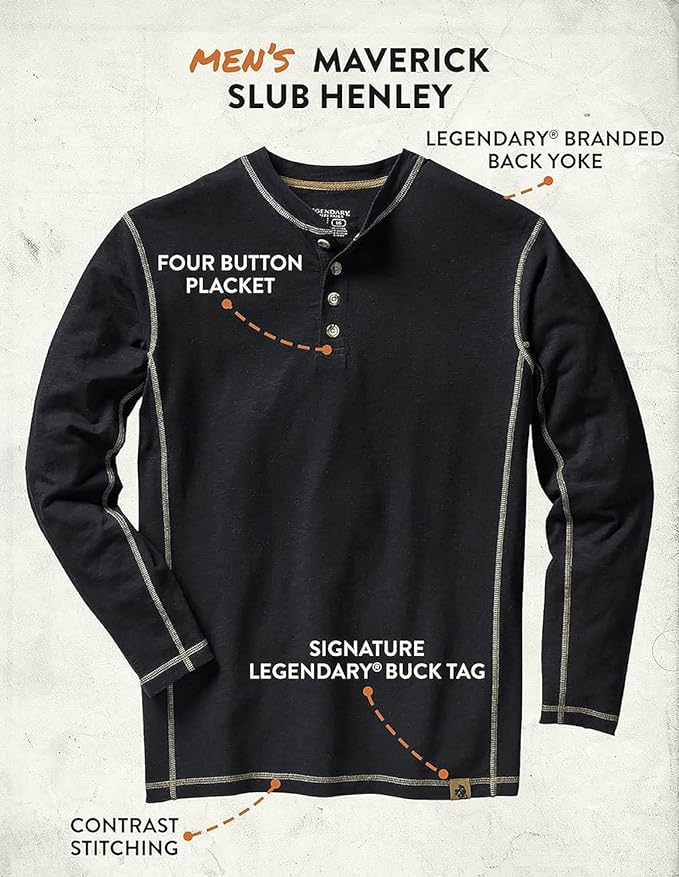 MEN'S MAVERICK
SLUB HENLEY
LEGENDARY® BRANDED
BACK YOKE
FOUR BUTTON
PLACKET
SIGNATURE
LEGENDARY® BUCK TAG
CONTRAST
STITCHING